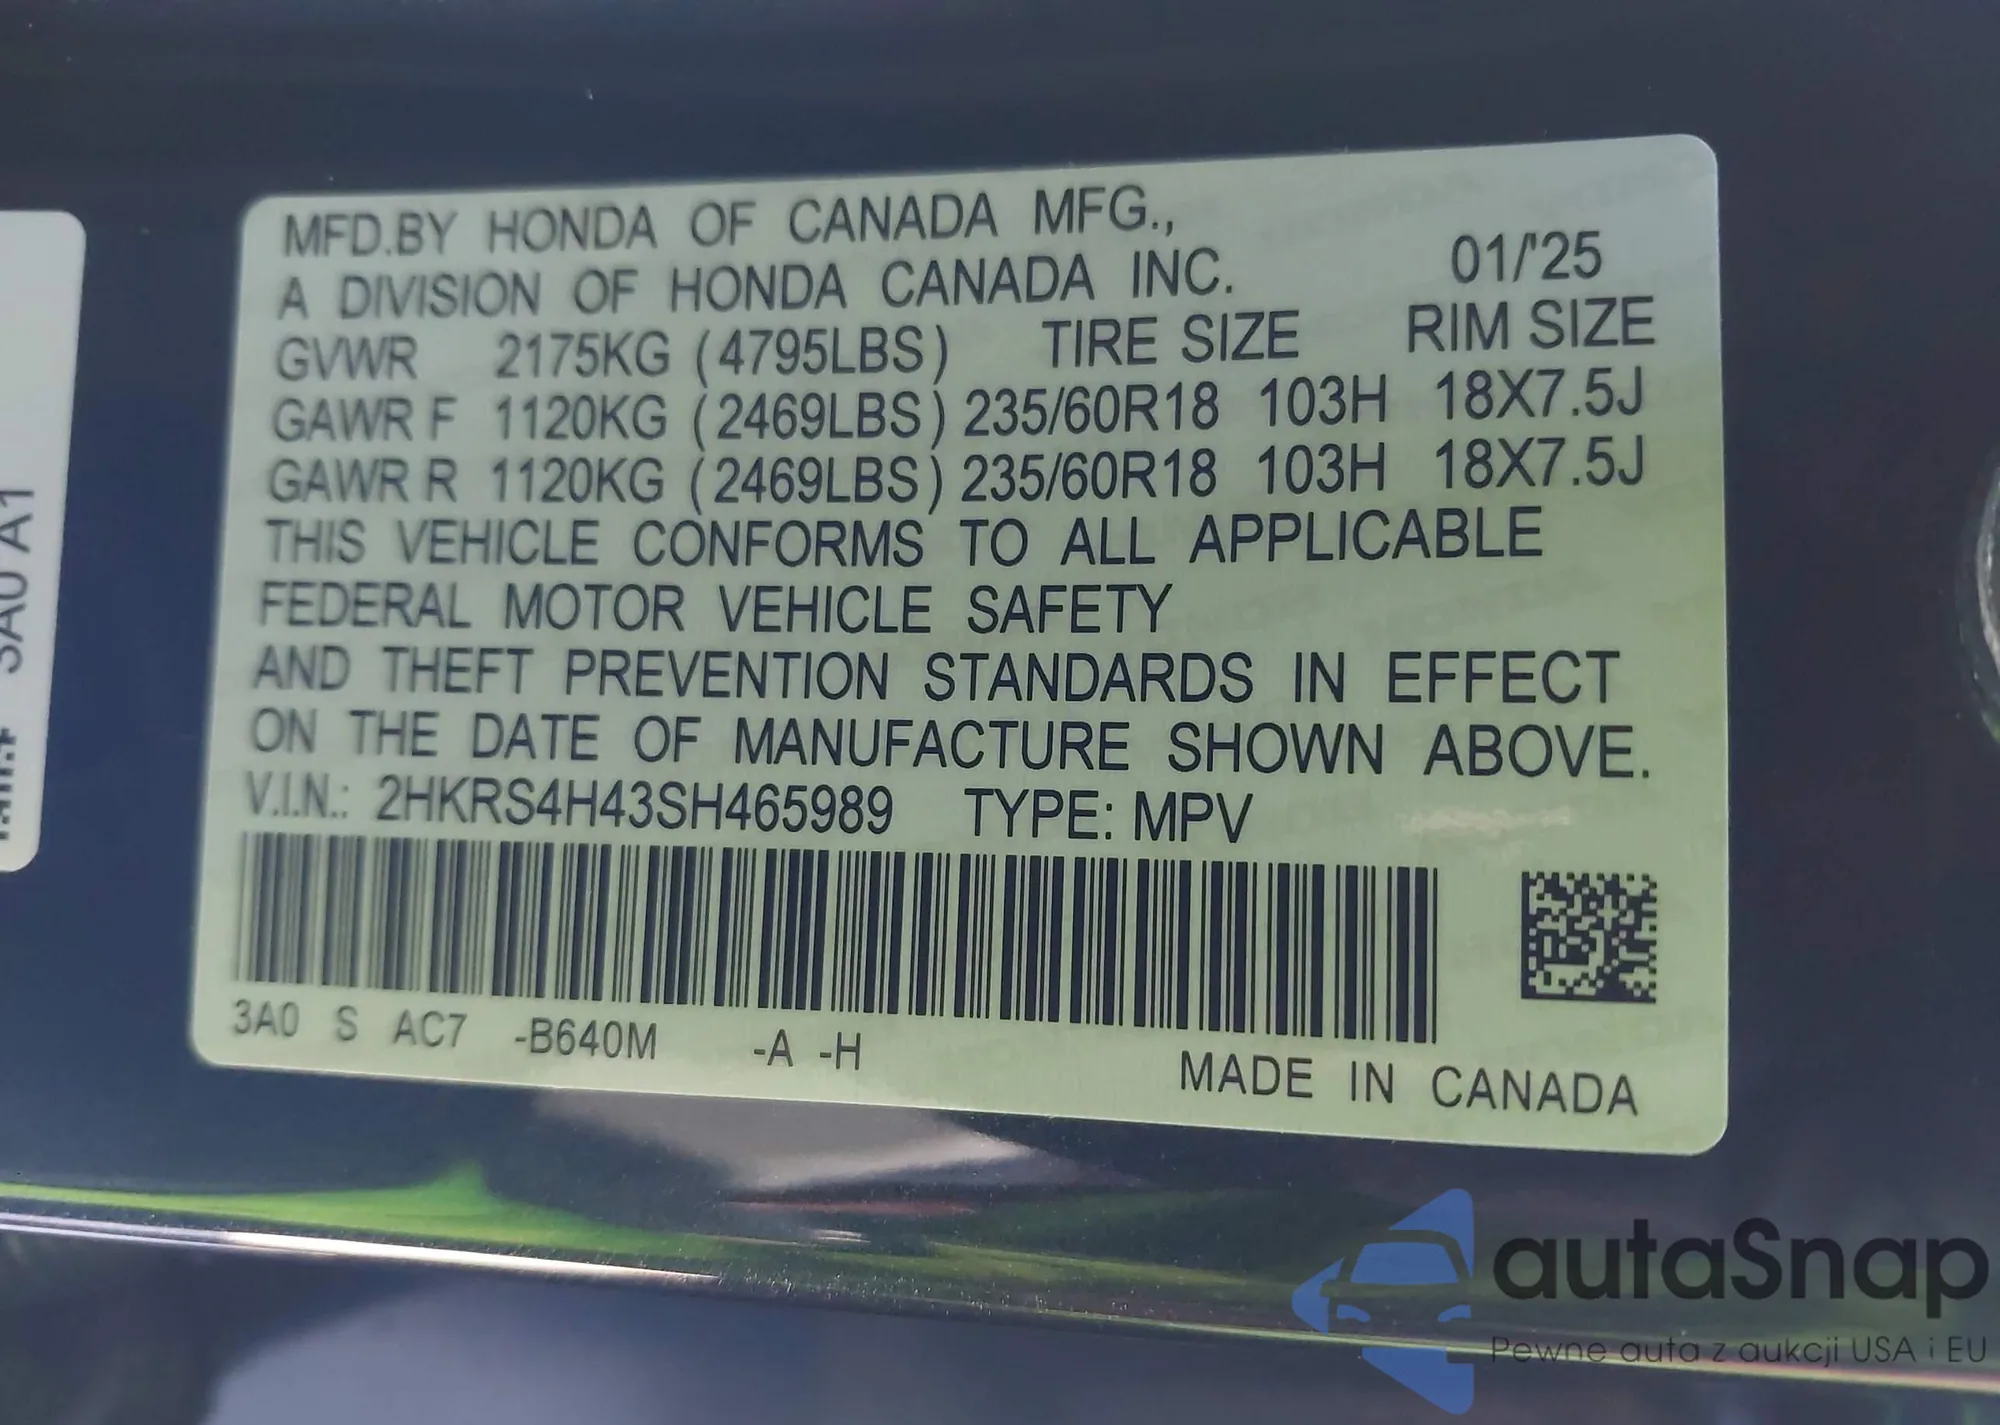 MFD.BY HONDA OF CANADA MFG.,
A DIVISION OF HONDA CANADA INC. 01/'25
GVWR 2175KG (4795LBS) TIRE SIZE RIM SIZE
GAWR F 1120KG (2469LBS) 235/60R18 103H 18X7.5J
GAWR R 1120KG (2469LBS) 235/60R18 103H 18X7.5J
THIS VEHICLE CONFORMS TO ALL APPLICABLE
FEDERAL MOTOR VEHICLE SAFETY
AND THEFT PREVENTION STANDARDS IN EFFECT
ON THE DATE OF MANUFACTURE SHOWN ABOVE.
V.I.N.: 2HKRS4H43SH465989 TYPE: MPV
3A0 S AC7 -B640M -A -H
MADE IN CANADA
3A0 A1
autaSnap
Pewne auta z aukcji USA i EU